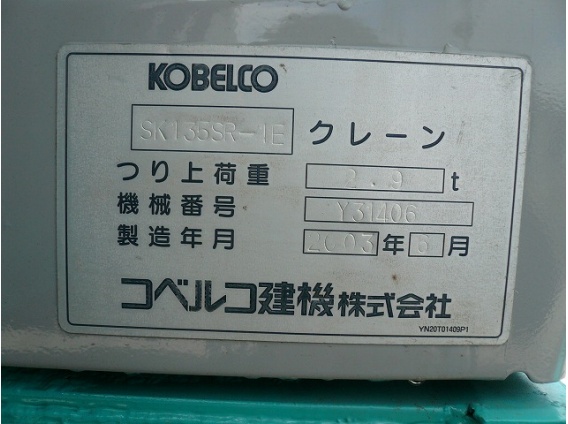 KOBELCO
SK135SR-1E クレーン
つり上荷重 2.9 t
機械番号 Y31406
製造年月 2003 年 6 月
コベルコ建機株式会社
YN20T01409P1